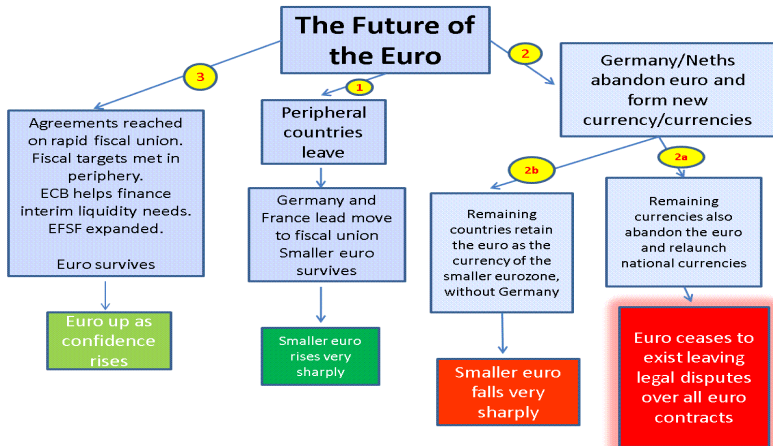 The Future of
the Euro
3
1
2
Germany/Neths
abandon euro and
form new
currency/currencies
Agreements reached
on rapid fiscal union.
Fiscal targets met in
periphery.
ECB helps finance
interim liquidity needs.
EFSF expanded.
Euro survives
Peripheral
countries
leave
2b
2a
Germany and
France lead move
to fiscal union
Smaller euro
survives
Remaining
countries retain
the euro as the
currency of the
smaller eurozone,
without Germany
Remaining
currencies also
abandon the euro
and relaunch
national currencies
Euro up as
confidence
rises
Smaller euro
rises very
sharply
Smaller euro
falls very
sharply
Euro ceases to
exist leaving
legal disputes
over all euro
contracts